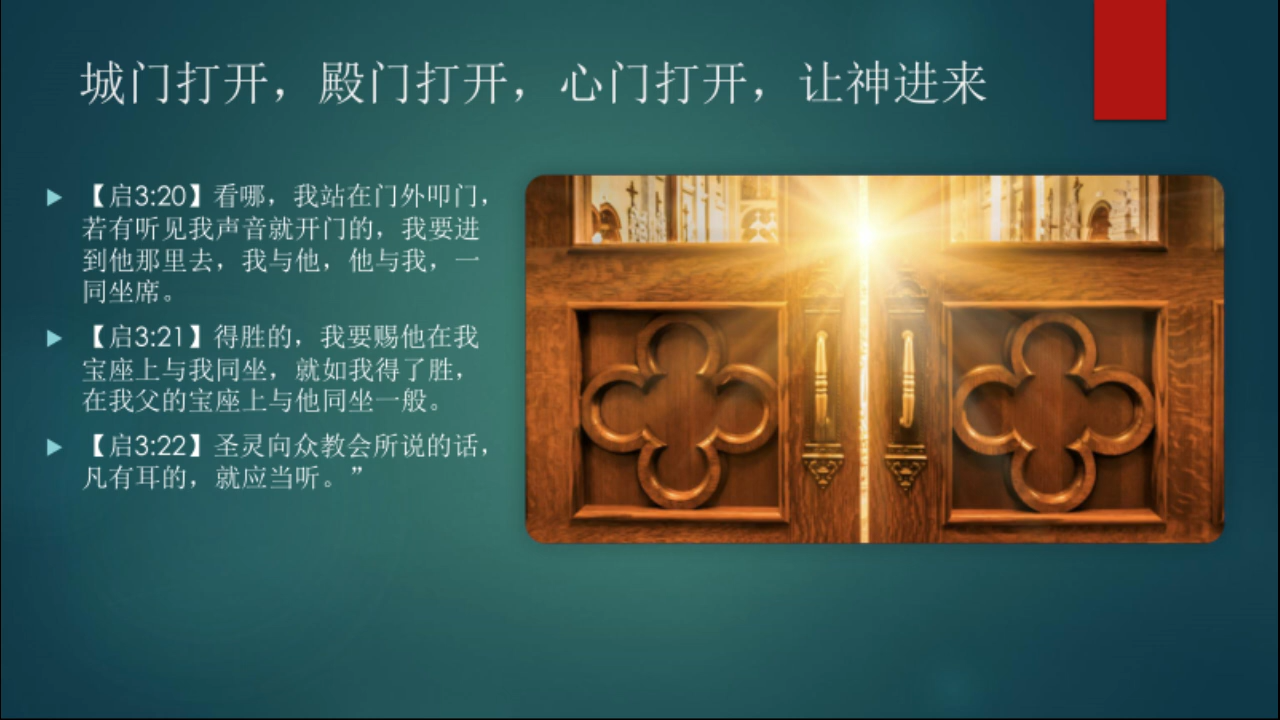 城门打开，殿门打开，心门打开，让神进来
【启3:20】看哪，我站在门外叩门，
若有听见我声音就开门的，我要进
到他那里去，我与他，他与我，一
同坐席。
【启3:21】得胜的，我要赐他在我
宝座上与我同坐，就如我得了胜，
在我父的宝座上与他同坐一般。
【启3:22】圣灵向众教会所说的话，
凡有耳的，就应当听。”